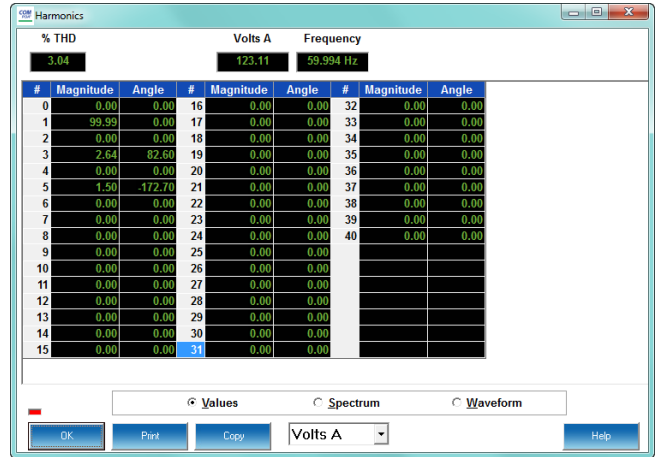 COM
Harmonics
% THD Volts A Frequency
3.04 123.11 59.994 Hz
# Magnitude Angle # Magnitude Angle # Magnitude Angle
0 0.00 0.00 16 0.00 0.00 32 0.00 0.00
1 99.99 0.00 17 0.00 0.00 33 0.00 0.00
2 0.00 0.00 18 0.00 0.00 34 0.00 0.00
3 2.64 82.60 19 0.00 0.00 35 0.00 0.00
4 0.00 0.00 20 0.00 0.00 36 0.00 0.00
5 1.50 -172.70 21 0.00 0.00 37 0.00 0.00
6 0.00 0.00 22 0.00 0.00 38 0.00 0.00
7 0.00 0.00 23 0.00 0.00 39 0.00 0.00
8 0.00 0.00 24 0.00 0.00 40 0.00 0.00
9 0.00 0.00 25 0.00 0.00
10 0.00 0.00 26 0.00 0.00
11 0.00 0.00 27 0.00 0.00
12 0.00 0.00 28 0.00 0.00
13 0.00 0.00 29 0.00 0.00
14 0.00 0.00 30 0.00 0.00
15 0.00 0.00 31 0.00 0.00
Values Spectrum Waveform
OK Print Copy Volts A Help